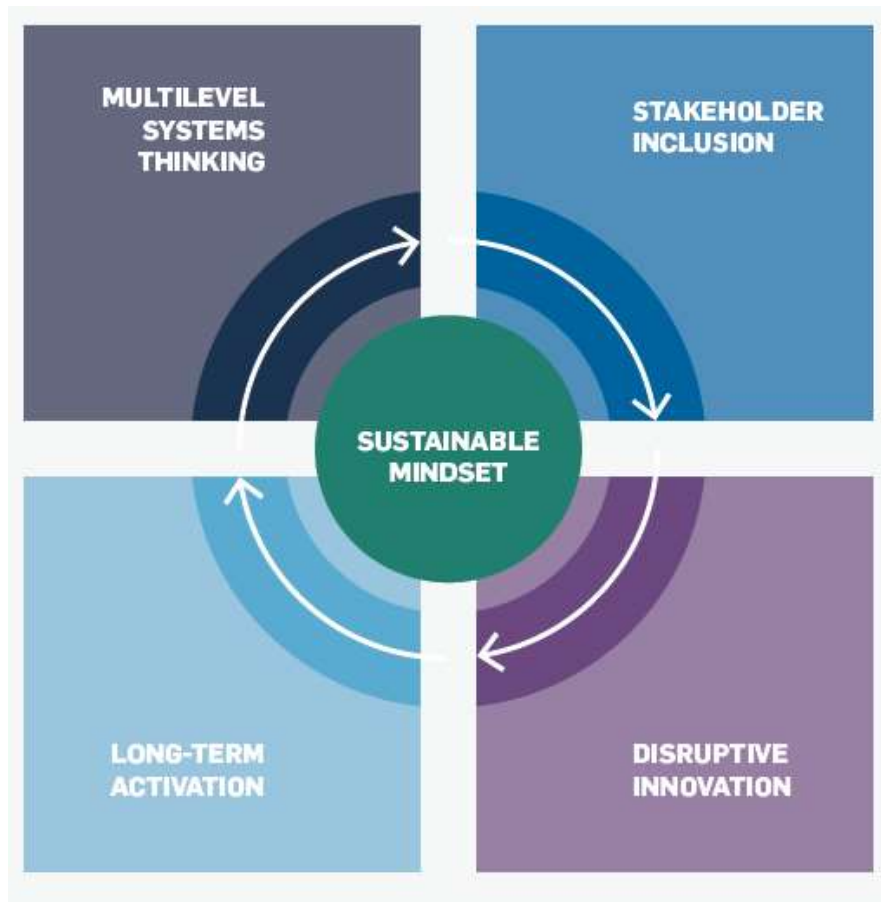 MULTILEVEL
SYSTEMS
THINKING
STAKEHOLDER
INCLUSION
SUSTAINABLE
MINDSET
LONG-TERM
ACTIVATION
DISRUPTIVE
INNOVATION